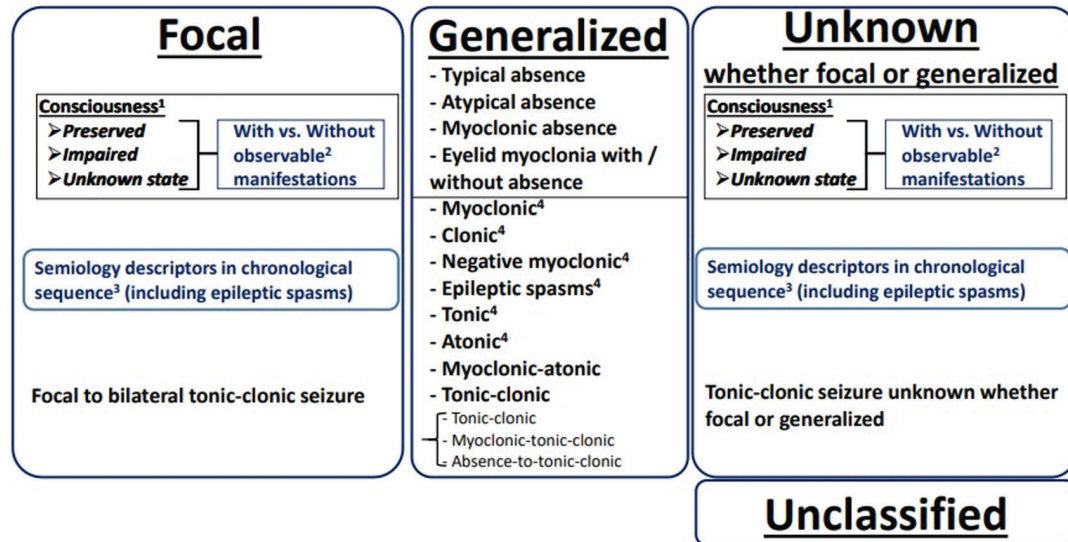 Focal
Consciousness¹
➢Preserved
➢Impaired
➢Unknown state
With vs. Without
observable²
manifestations
Semiology descriptors in chronological
sequence³ (including epileptic spasms)
Focal to bilateral tonic-clonic seizure
Generalized
- Typical absence
- Atypical absence
- Myoclonic absence
- Eyelid myoclonia with /
without absence
- Myoclonic⁴
- Clonic⁴
- Negative myoclonic⁴
- Epileptic spasms⁴
- Tonic⁴
- Atonic⁴
- Myoclonic-atonic
- Tonic-clonic
- Tonic-clonic
- Myoclonic-tonic-clonic
- Absence-to-tonic-clonic
Unknown
whether focal or generalized
Consciousness¹
➢Preserved
➢Impaired
➢Unknown state
With vs. Without
observable²
manifestations
Semiology descriptors in chronological
sequence³ (including epileptic spasms)
Tonic-clonic seizure unknown whether
focal or generalized
Unclassified